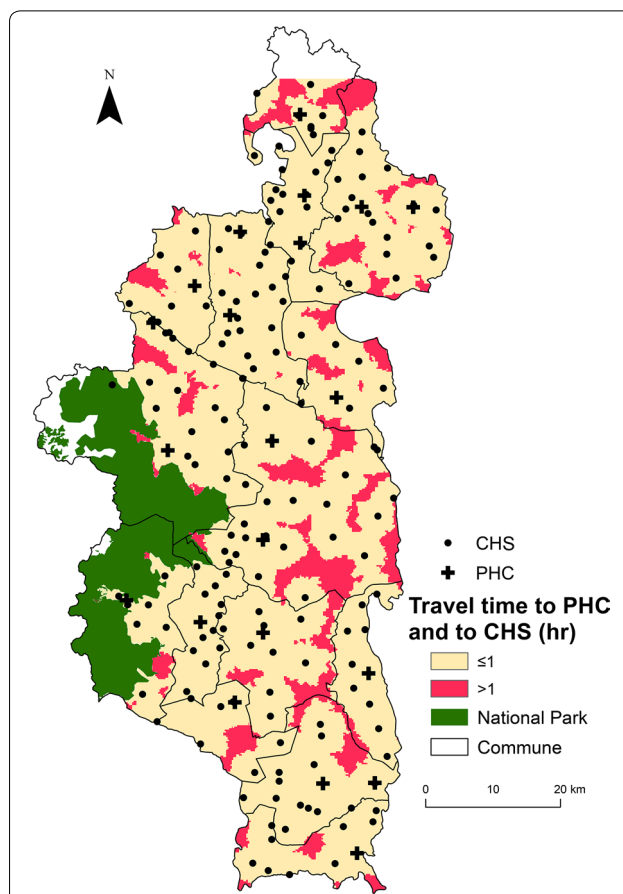 N
CHS
PHC
Travel time to PHC
and to CHS (hr)
≤1
>1
National Park
Commune
0 10 20 km